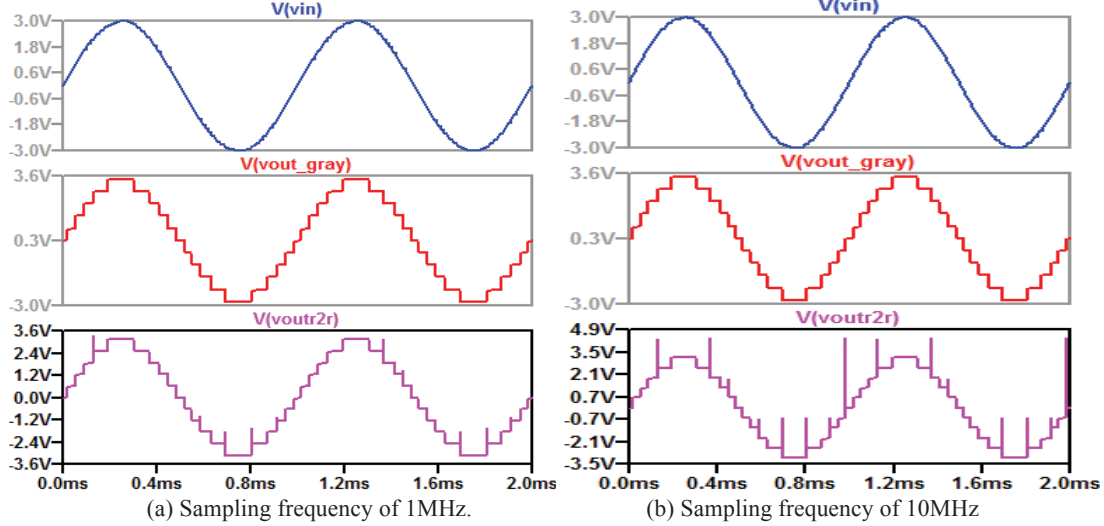 V(vin)
3.0V
1.8V
0.6V
-0.6V
-1.8V
-3.0V
V(vout_gray)
3.6V
0.3V
-3.0V
V(voutr2r)
3.6V
2.4V
1.2V
0.0V
-1.2V
-2.4V
-3.6V
0.0ms 0.4ms 0.8ms 1.2ms 1.6ms 2.0ms
(a) Sampling frequency of 1MHz.
V(vin)
3.0V
1.8V
0.6V
-0.6V
-1.8V
-3.0V
V(vout_gray)
3.6V
0.3V
-3.0V
V(voutr2r)
4.9V
3.5V
2.1V
0.7V
-0.7V
-2.1V
-3.5V
0.0ms 0.4ms 0.8ms 1.2ms 1.6ms 2.0ms
(b) Sampling frequency of 10MHz